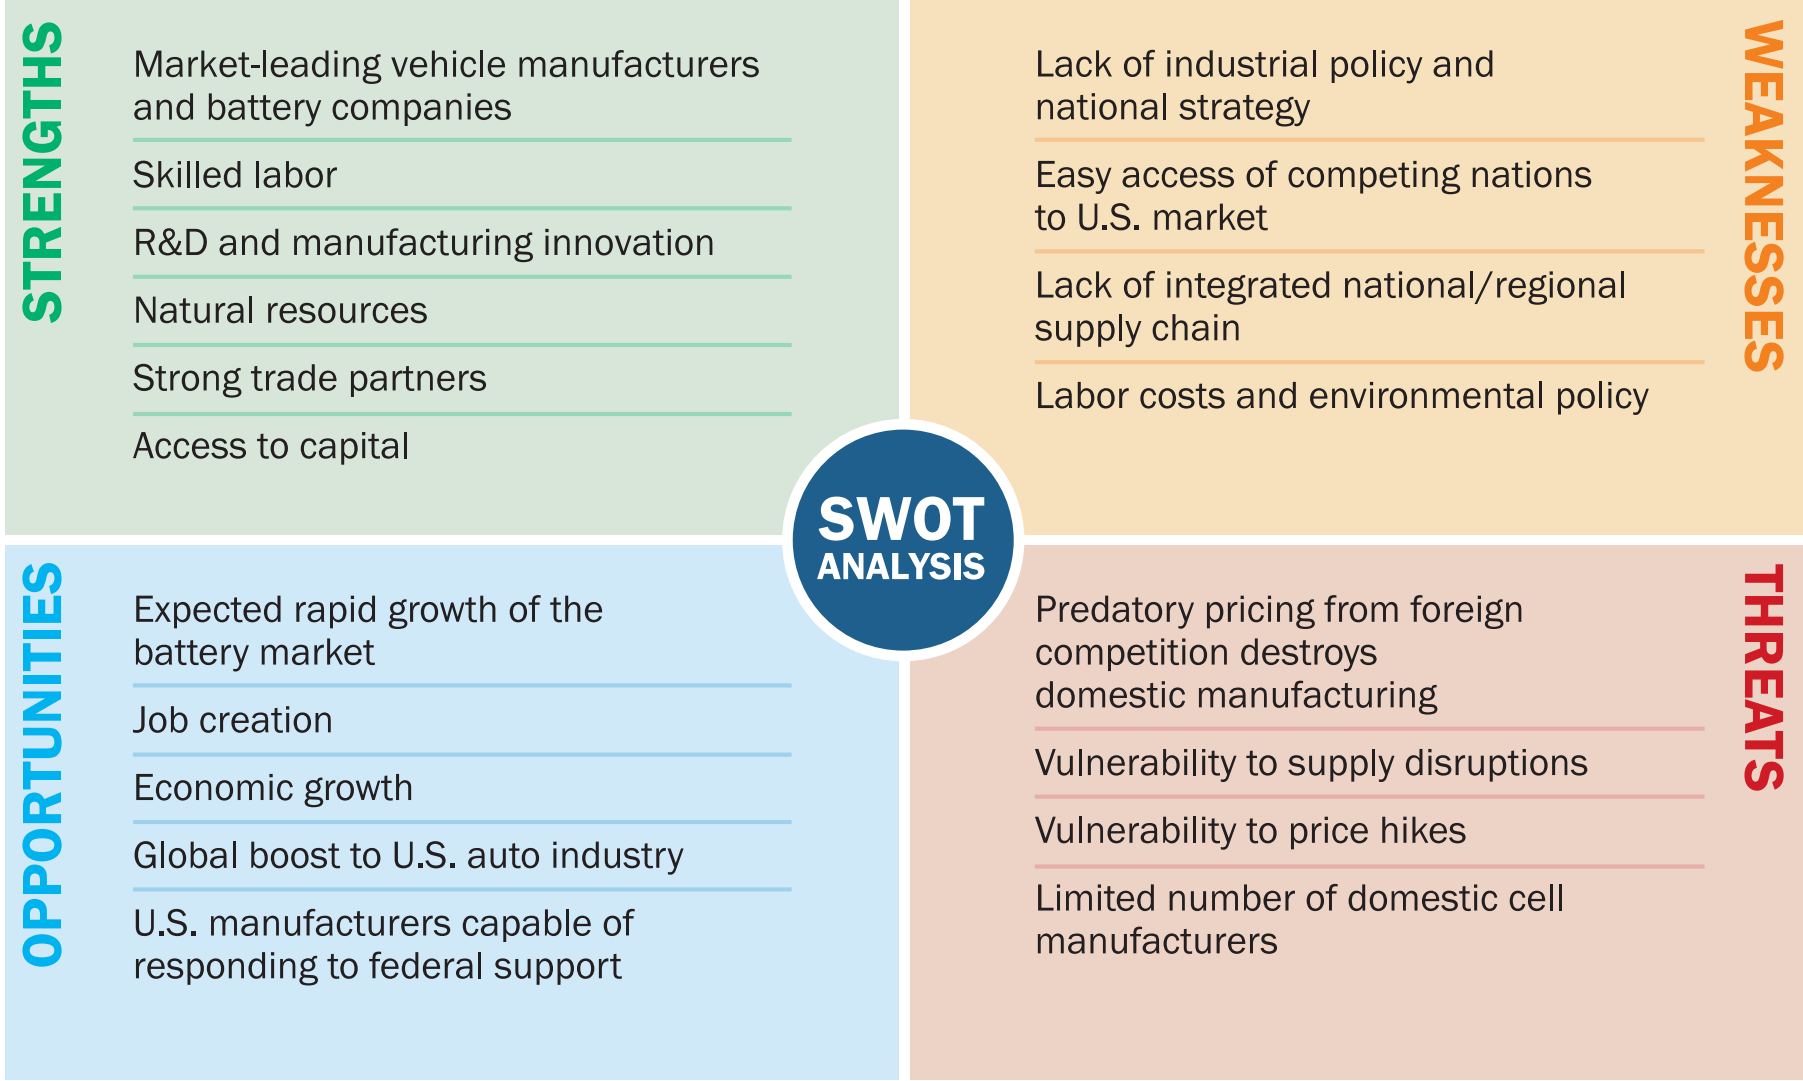 STRENGTHS
Market-leading vehicle manufacturers
and battery companies
Skilled labor
R&D and manufacturing innovation
Natural resources
Strong trade partners
Access to capital
WEAKNESSES
Lack of industrial policy and
national strategy
Easy access of competing nations
to U.S. market
Lack of integrated national/regional
supply chain
Labor costs and environmental policy
SWOT
ANALYSIS
OPPORTUNITIES
Expected rapid growth of the
battery market
Job creation
Economic growth
Global boost to U.S. auto industry
U.S. manufacturers capable of
responding to federal support
THREATS
Predatory pricing from foreign
competition destroys
domestic manufacturing
Vulnerability to supply disruptions
Vulnerability to price hikes
Limited number of domestic cell
manufacturers